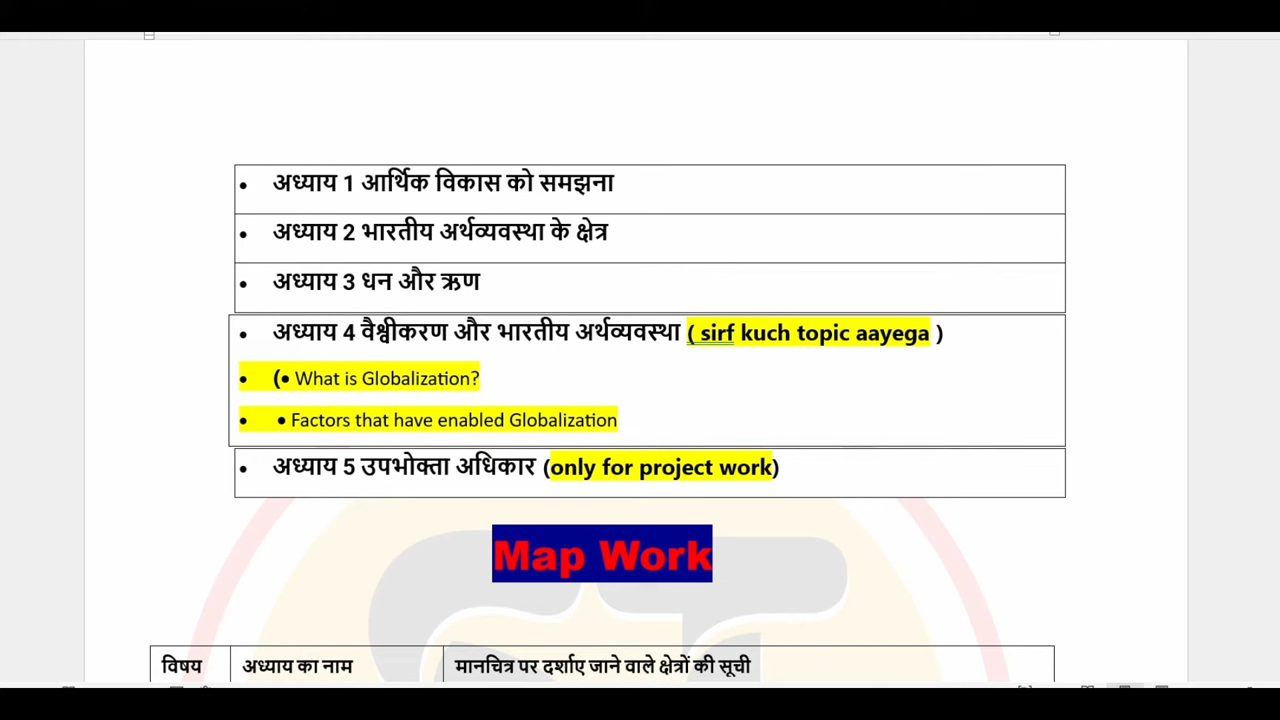 • अध्याय 1 आर्थिक विकास को समझना
• अध्याय 2 भारतीय अर्थव्यवस्था के क्षेत्र
• अध्याय 3 धन और ऋण
• अध्याय 4 वैश्वीकरण और भारतीय अर्थव्यवस्था ( sirf kuch topic aayega )
• (• What is Globalization?
• • Factors that have enabled Globalization
• अध्याय 5 उपभोक्ता अधिकार (only for project work)
Map Work
विषय अध्याय का नाम मानचित्र पर दर्शाए जाने वाले क्षेत्रों की सूची